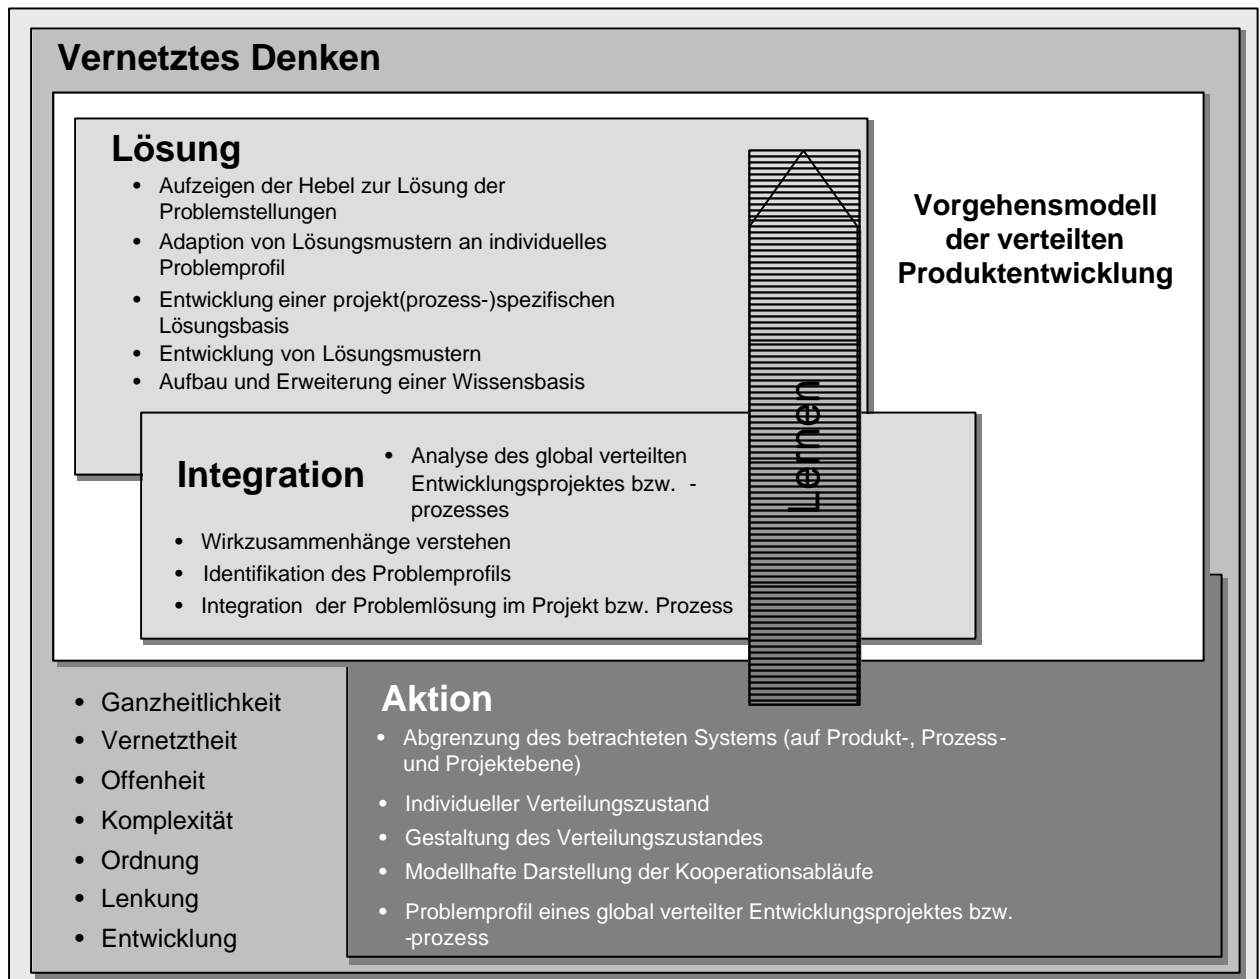 Vernetztes Denken
Lösung
• Aufzeigen der Hebel zur Lösung der
Problemstellungen
• Adaption von Lösungsmustern an individuelles
Problemprofil
• Entwicklung einer projekt(prozess-)spezifischen
Lösungsbasis
• Entwicklung von Lösungsmustern
• Aufbau und Erweiterung einer Wissensbasis
Vorgehensmodell
der verteilten
Produktentwicklung
Lernen
Integration
• Analyse des global verteilten
Entwicklungsprojektes bzw. -
prozesses
• Wirkzusammenhänge verstehen
• Identifikation des Problemprofils
• Integration der Problemlösung im Projekt bzw. Prozess
• Ganzheitlichkeit
• Vernetztheit
• Offenheit
• Komplexität
• Ordnung
• Lenkung
• Entwicklung
Aktion
• Abgrenzung des betrachteten Systems (auf Produkt-, Prozess-
und Projektebene)
• Individueller Verteilungszustand
• Gestaltung des Verteilungszustandes
• Modellhafte Darstellung der Kooperationsabläufe
• Problemprofil eines global verteilter Entwicklungsprojektes bzw.
-prozess